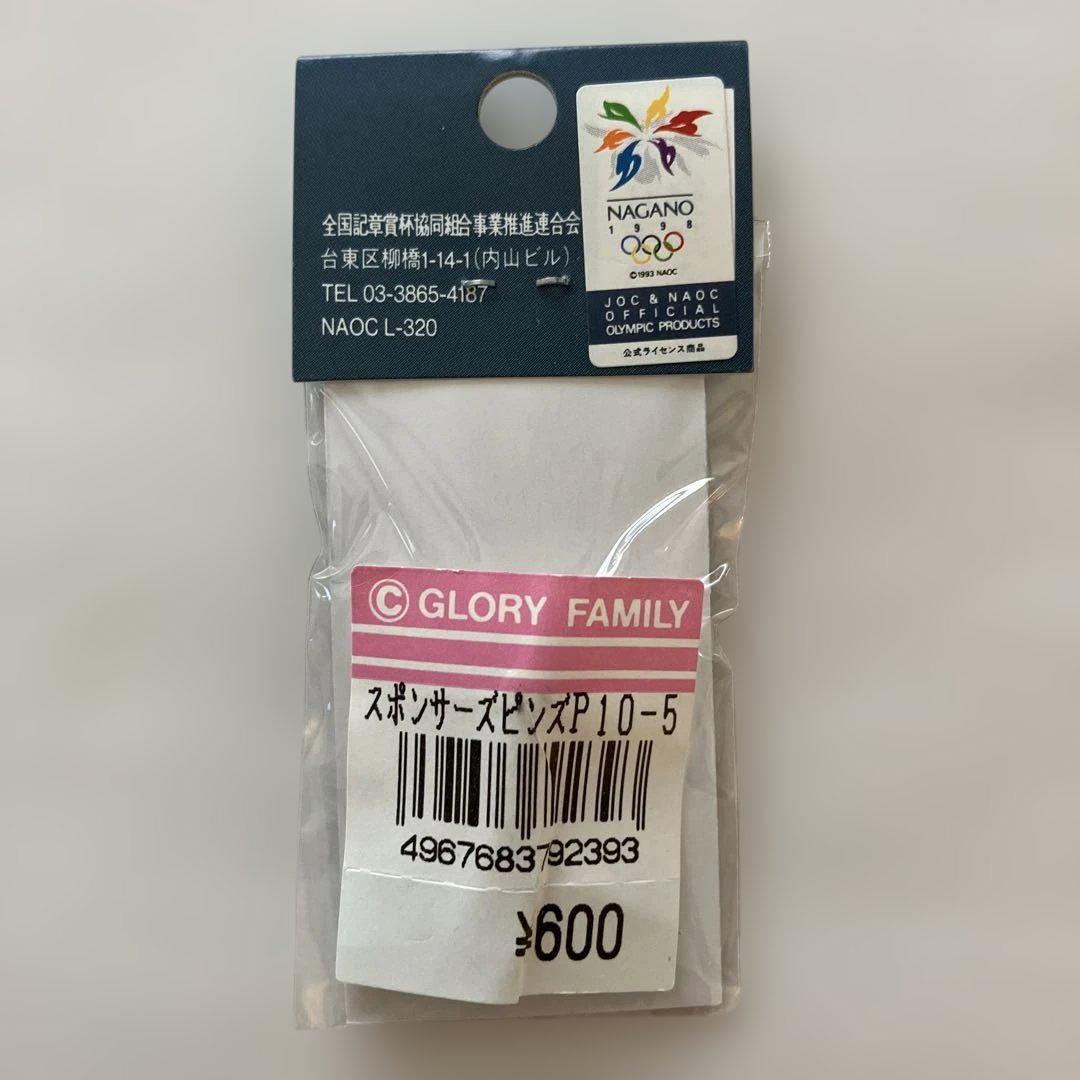 全国記章賞杯協同組合事業推進連合会
台東区柳橋1-14-1(内山ビル)
TEL 03-3865-4187
NAOC L-320
NAGANO
1998
©1993 NAOC
JOC & NAOC
OFFICIAL
OLYMPIC PRODUCTS
公式ライセンス商品
© GLORY FAMILY
スポンサーズピンズP10-5
4967683792393
¥600